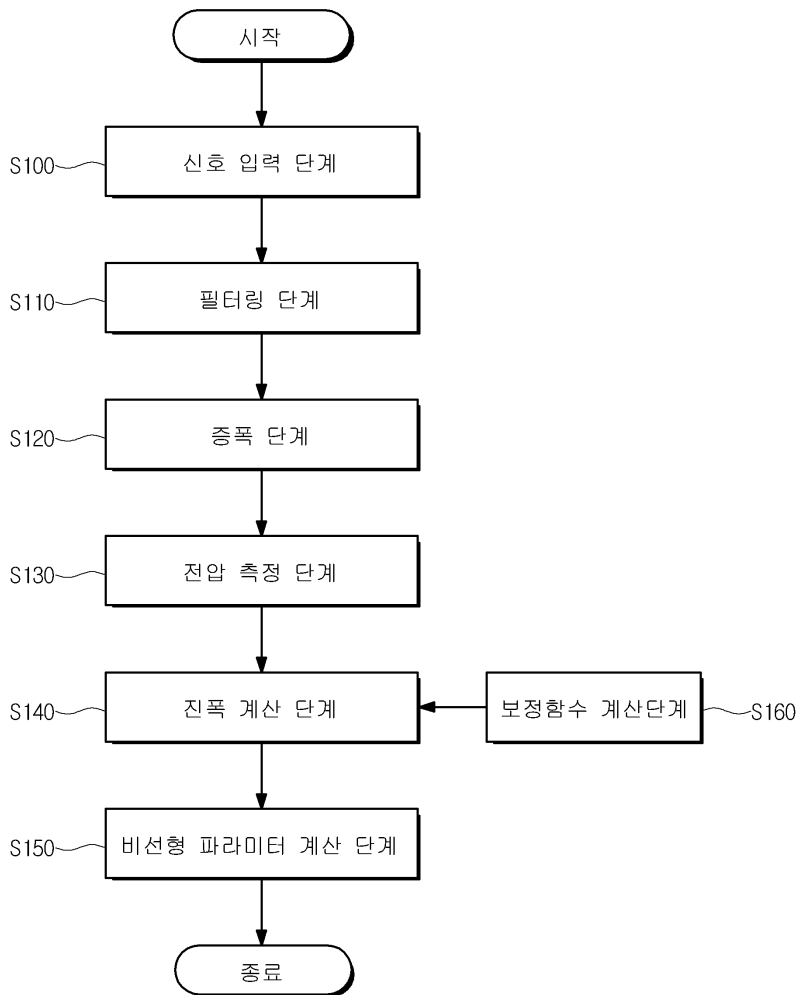 시작
S100
신호 입력 단계
S110
필터링 단계
S120
증폭 단계
S130
전압 측정 단계
S140
진폭 계산 단계
보정함수 계산단계
S160
S150
비선형 파라미터 계산 단계
종료